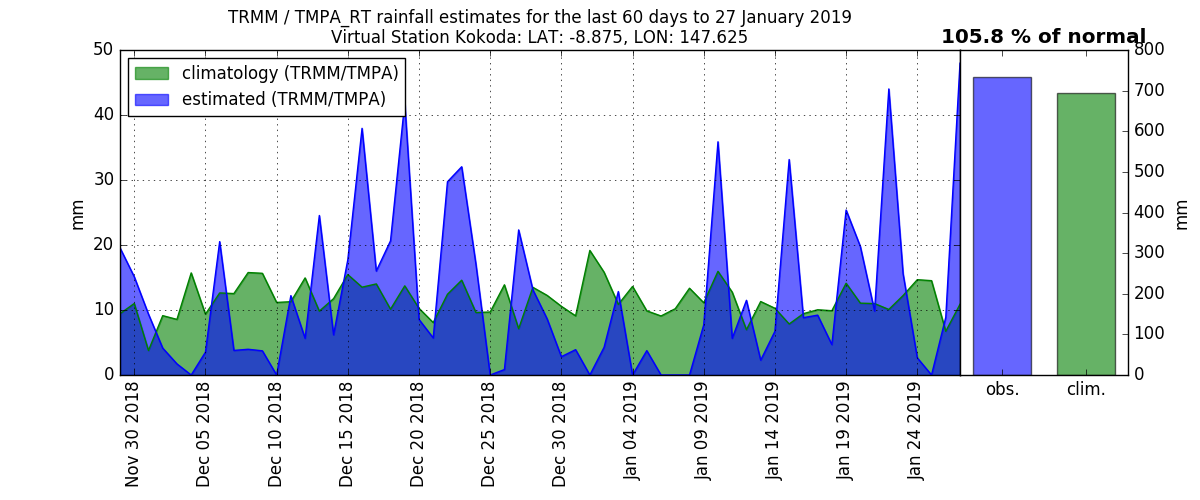 TRMM / TMPA_RT rainfall estimates for the last 60 days to 27 January 2019
Virtual Station Kokoda: LAT: -8.875, LON: 147.625
105.8 % of normal
climatology (TRMM/TMPA)
estimated (TRMM/TMPA)
50
40
30
20
10
0
mm
800
700
600
500
400
300
200
100
0
mm
Nov 30 2018
Dec 05 2018
Dec 10 2018
Dec 15 2018
Dec 20 2018
Dec 25 2018
Dec 30 2018
Jan 04 2019
Jan 09 2019
Jan 14 2019
Jan 19 2019
Jan 24 2019
obs.
clim.